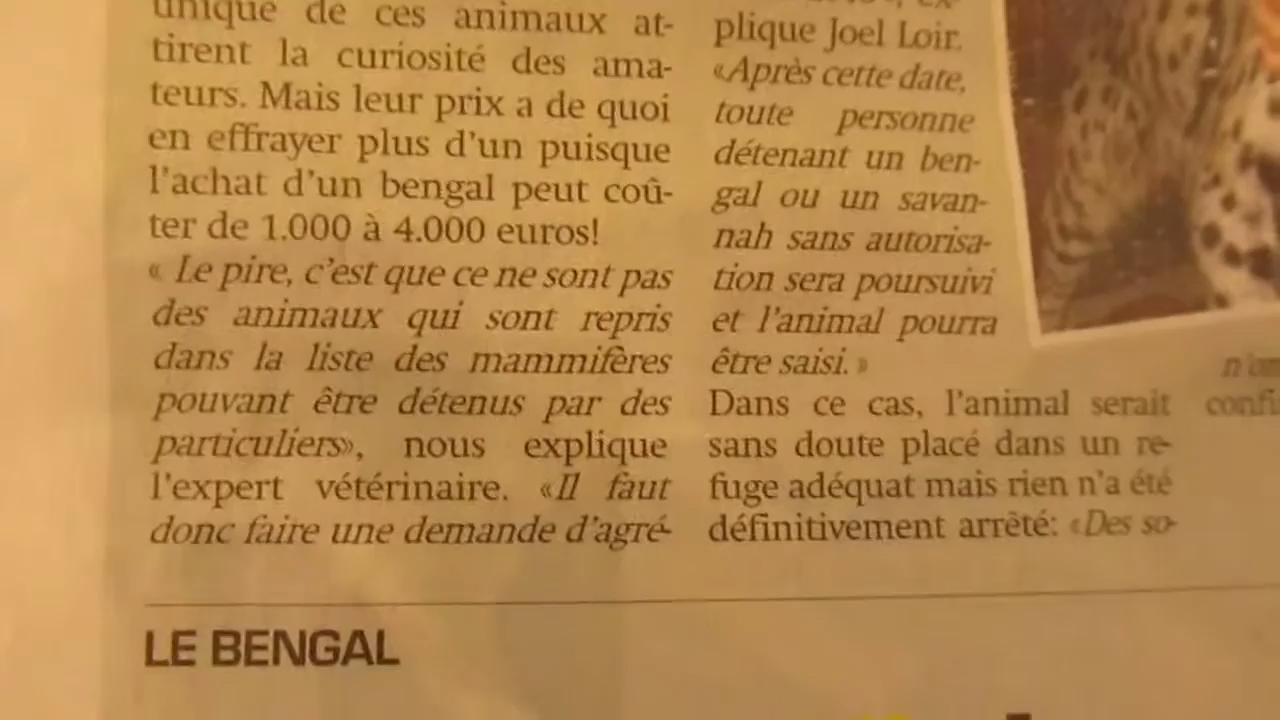 unique de ces animaux at-
tirent la curiosité des ama-
teurs. Mais leur prix a de quoi
en effrayer plus d'un puisque
l'achat d'un bengal peut coû-
ter de 1.000 à 4.000 euros!
« Le pire, c'est que ce ne sont pas
des animaux qui sont repris
dans la liste des mammifères
pouvant être détenus par des
particuliers», nous explique
l'expert vétérinaire. «Il faut
donc faire une demande d'agré-
plique Joel Loir.
«Après cette date,
toute personne
détenant un ben-
gal ou un savan-
nah sans autorisa-
tion sera poursuivi
et l'animal pourra
être saisi. »
Dans ce cas, l'animal serait
sans doute placé dans un re-
fuge adéquat mais rien n'a été
définitivement arrêté: «Des so-
confi
LE BENGAL